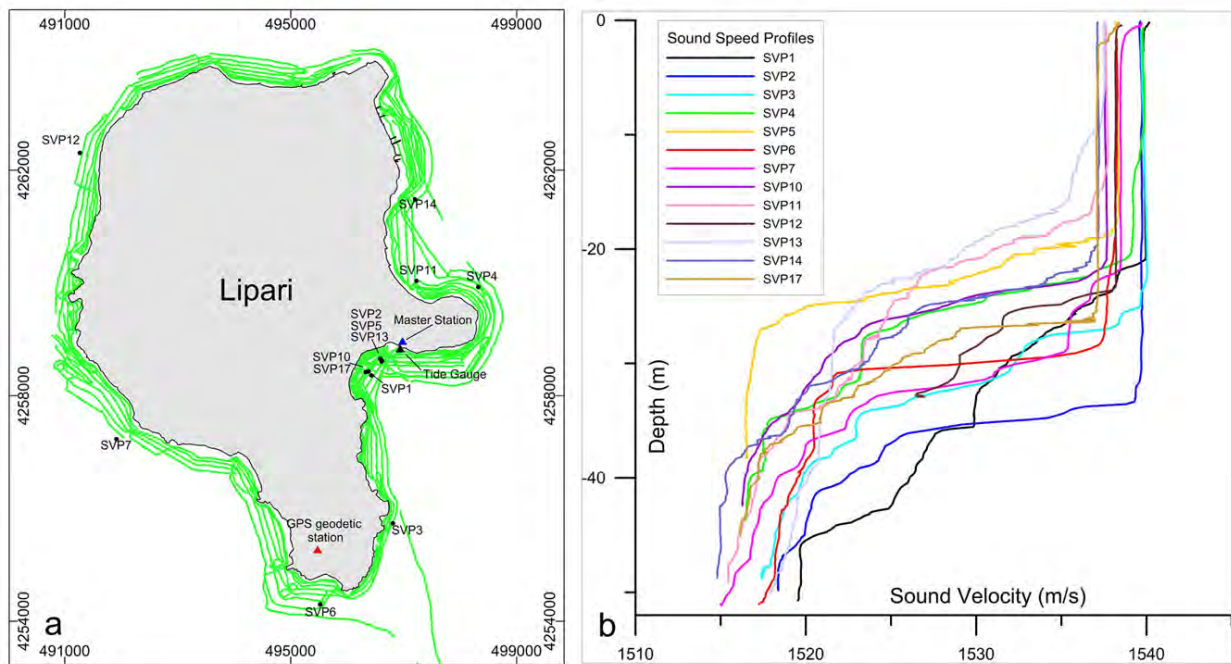 491000
495000
499000
4262000
4262000
SVP12
SVP14
SVP11
SVP4
Lipari
SVP2
SVP5
SVP13
Master Station
SVP10
SVP17
Tide Gauge
SVP1
4258000
4258000
SVP7
GPS geodetic
station
SVP3
SVP6
4254000
4254000
a
491000
495000
499000
0
-20
-40
Depth (m)
Sound Speed Profiles
SVP1
SVP2
SVP3
SVP4
SVP5
SVP6
SVP7
SVP10
SVP11
SVP12
SVP13
SVP14
SVP17
b
Sound Velocity (m/s)
1510
1520
1530
1540